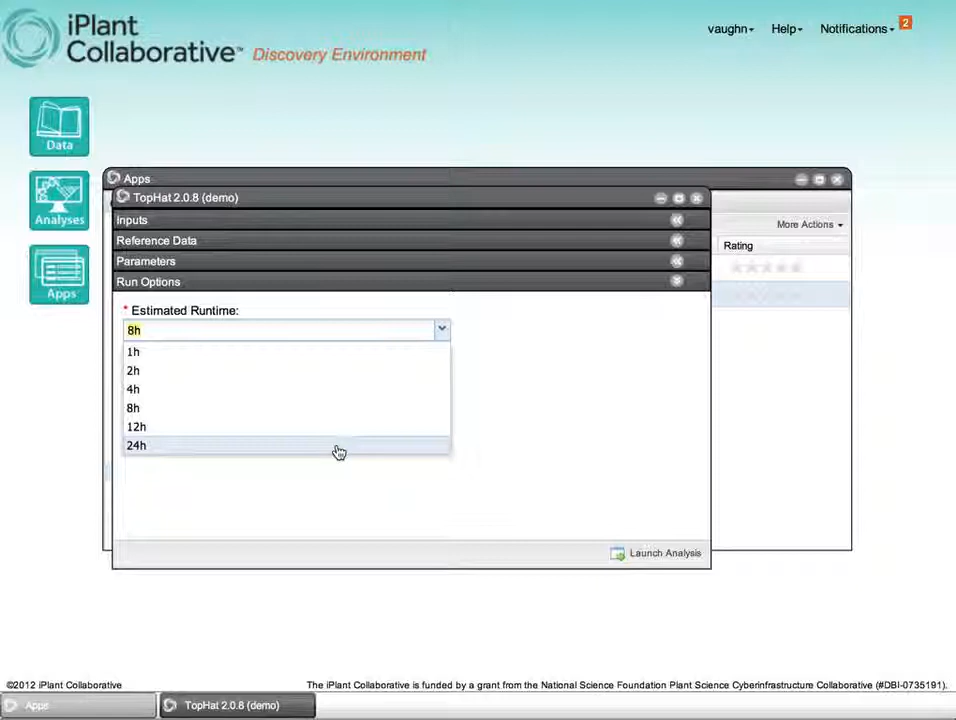 iPlant
Collaborative™ Discovery Environment
vaughn
Help
Notifications
2
Data
Analyses
Apps
Apps
TopHat 2.0.8 (demo)
Inputs
Reference Data
Parameters
Run Options
More Actions
Rating
* Estimated Runtime:
8h
1h
2h
4h
8h
12h
24h
Launch Analysis
©2012 iPlant Collaborative
The iPlant Collaborative is funded by a grant from the National Science Foundation Plant Science Cyberinfrastructure Collaborative (#DBI-0735191).
Apps
TopHat 2.0.8 (demo)